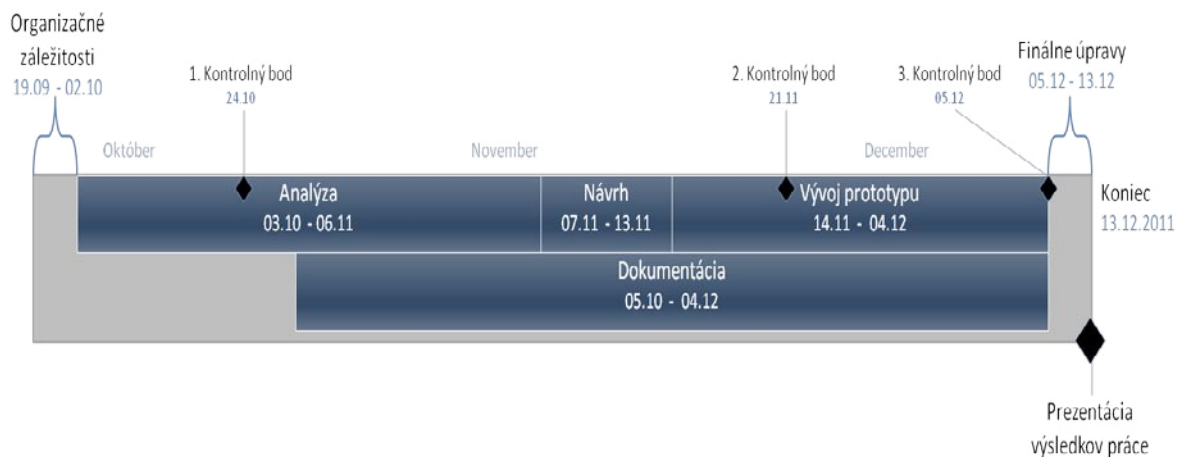 Organizačné
záležitosti
19.09 - 02.10
1. Kontrolný bod
24.10
2. Kontrolný bod
21.11
3. Kontrolný bod
05.12
Finálne úpravy
05.12 - 13.12
Október
November
December
Analýza
03.10 - 06.11
Návrh
07.11 - 13.11
Vývoj prototypu
14.11 - 04.12
Koniec
13.12.2011
Dokumentácia
05.10 - 04.12
Prezentácia
výsledkov práce